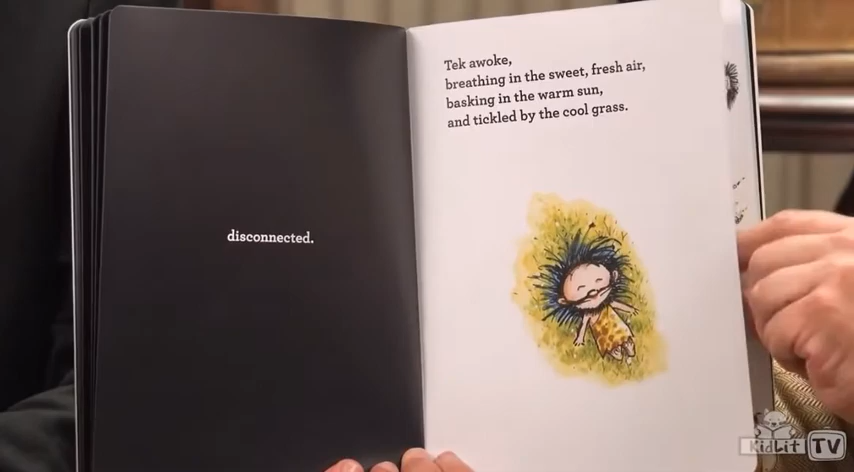 disconnected.
Tek awoke,
breathing in the sweet, fresh air,
basking in the warm sun,
and tickled by the cool grass.
KidLit TV